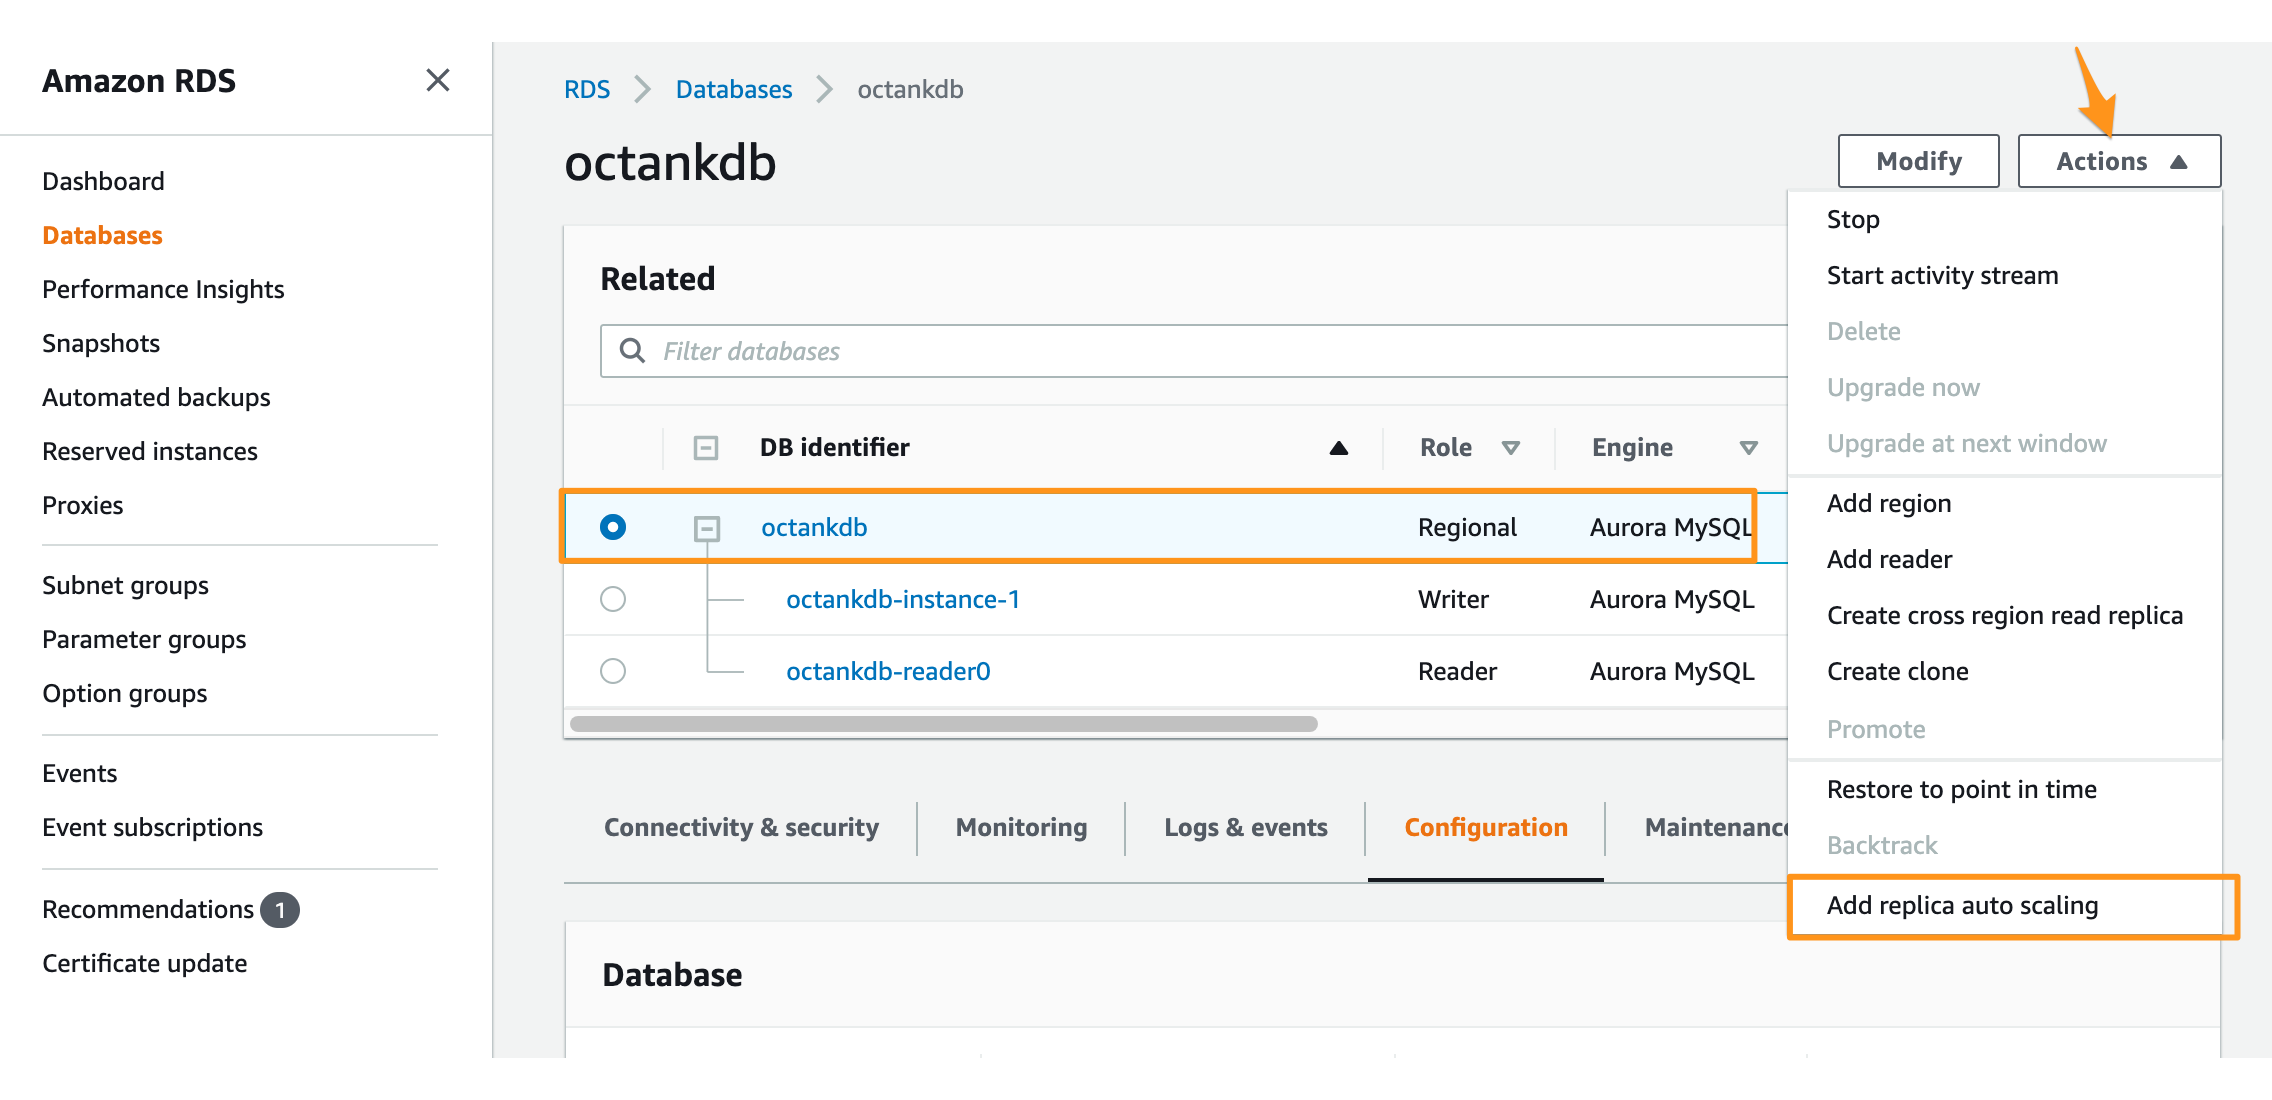 Amazon RDS
Dashboard
Databases
Performance Insights
Snapshots
Automated backups
Reserved instances
Proxies
Subnet groups
Parameter groups
Option groups
Events
Event subscriptions
Recommendations 1
Certificate update
RDS Databases octankdb
octankdb
Modify Actions
Stop
Start activity stream
Delete
Upgrade now
Upgrade at next window
Add region
Add reader
Create cross region read replica
Create clone
Promote
Restore to point in time
Backtrack
Add replica auto scaling
Related
Filter databases
DB identifier Role Engine
octankdb Regional Aurora MySQL
octankdb-instance-1 Writer Aurora MySQL
octankdb-reader0 Reader Aurora MySQL
Connectivity & security Monitoring Logs & events Configuration Maintenance
Database